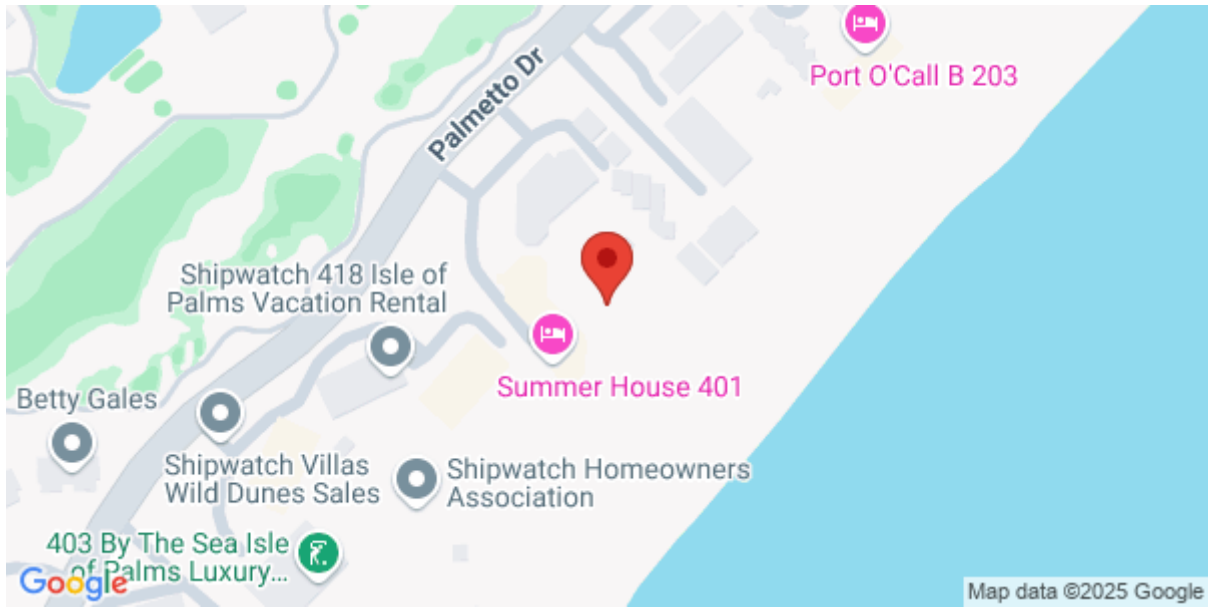 Port O'Call B 203
Palmetto Dr
Shipwatch 418 Isle of
Palms Vacation Rental
Summer House 401
Betty Gales
Shipwatch Villas
Wild Dunes Sales
Shipwatch Homeowners
Association
403 By The Sea Isle
of Palms Luxury...
Google
Map data ©2025 Google